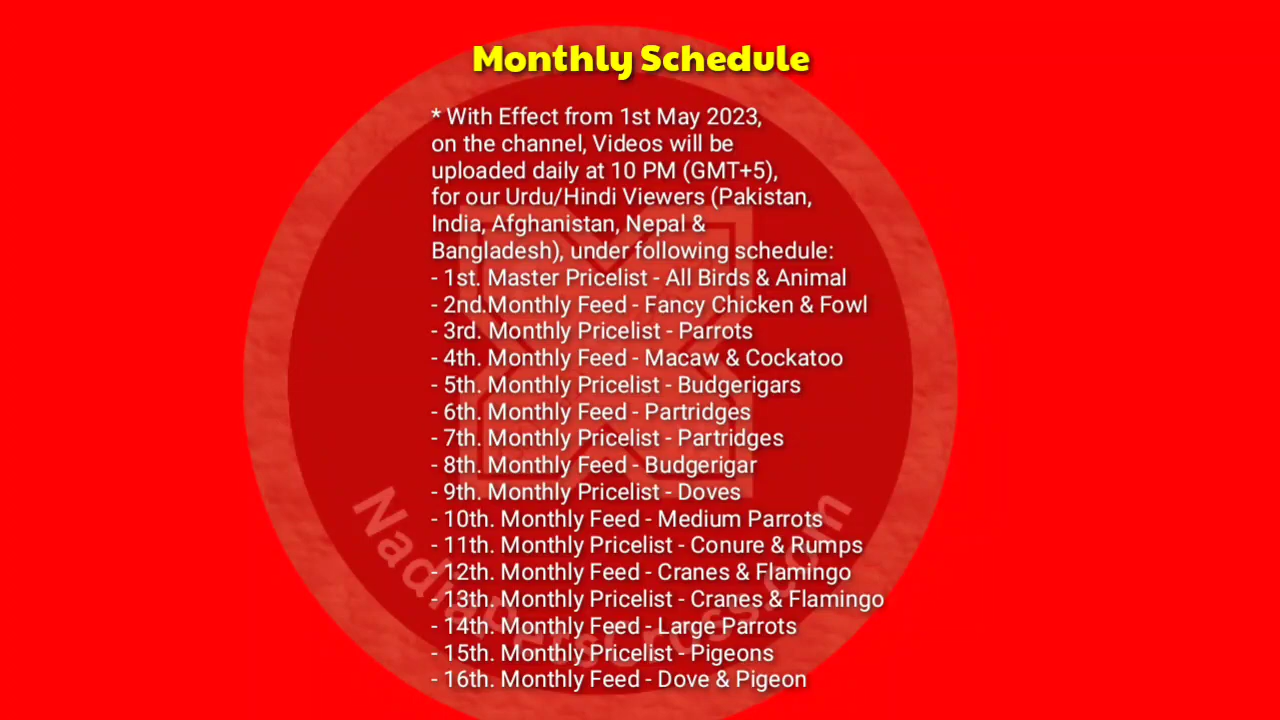 Monthly Schedule
* With Effect from 1st May 2023,
on the channel, Videos will be
uploaded daily at 10 PM (GMT+5),
for our Urdu/Hindi Viewers (Pakistan,
India, Afghanistan, Nepal &
Bangladesh), under following schedule:
- 1st. Master Pricelist - All Birds & Animal
- 2nd.Monthly Feed - Fancy Chicken & Fowl
- 3rd. Monthly Pricelist - Parrots
- 4th. Monthly Feed - Macaw & Cockatoo
- 5th. Monthly Pricelist - Budgerigars
- 6th. Monthly Feed - Partridges
- 7th. Monthly Pricelist - Partridges
- 8th. Monthly Feed - Budgerigar
- 9th. Monthly Pricelist - Doves
- 10th. Monthly Feed - Medium Parrots
- 11th. Monthly Pricelist - Conure & Rumps
- 12th. Monthly Feed - Cranes & Flamingo
- 13th. Monthly Pricelist - Cranes & Flamingo
- 14th. Monthly Feed - Large Parrots
- 15th. Monthly Pricelist - Pigeons
- 16th. Monthly Feed - Dove & Pigeon